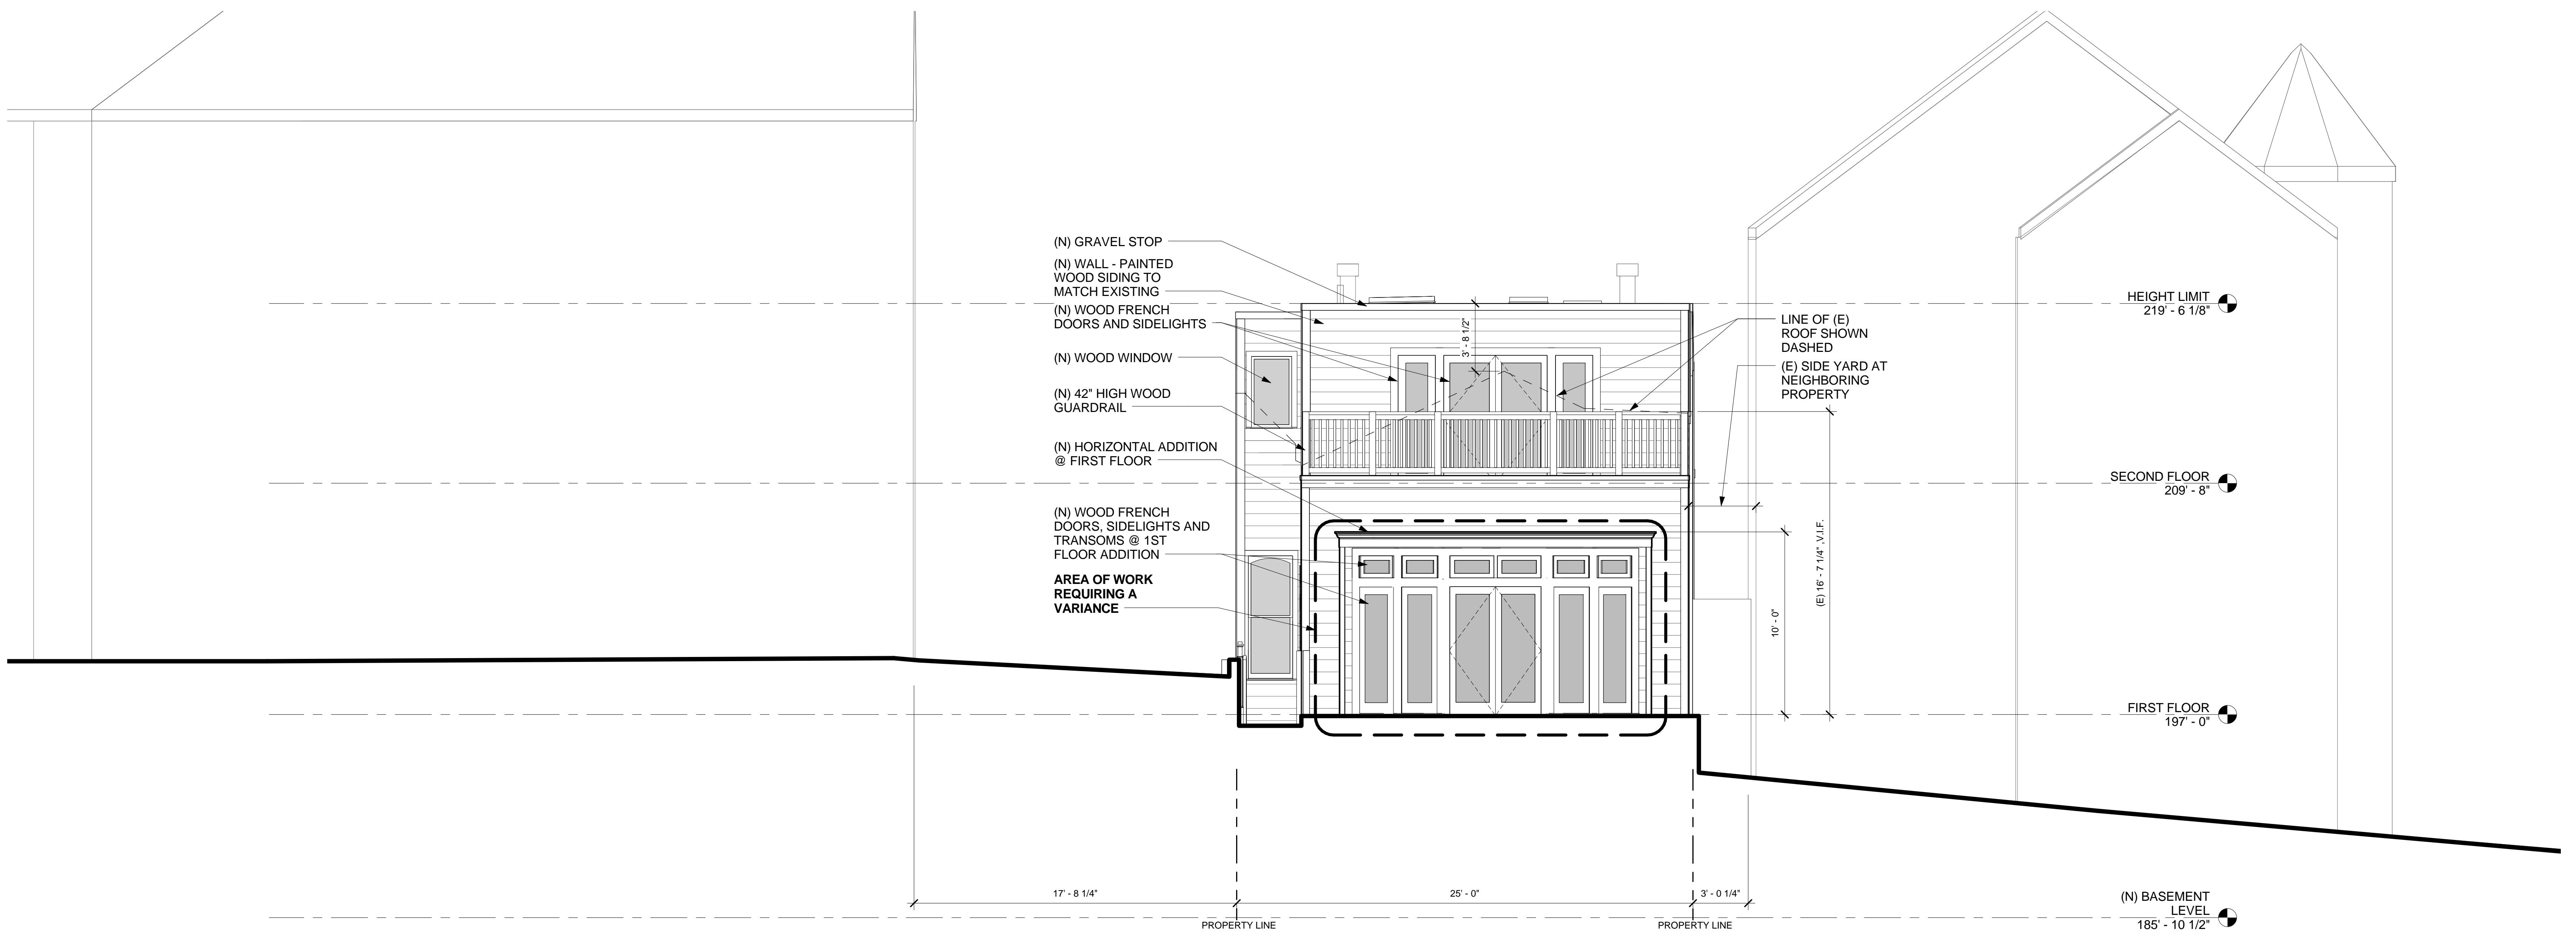 (N) GRAVEL STOP
(N) WALL - PAINTED
WOOD SIDING TO
MATCH EXISTING
(N) WOOD FRENCH
DOORS AND SIDELIGHTS
(N) WOOD WINDOW
(N) 42" HIGH WOOD
GUARDRAIL
(N) HORIZONTAL ADDITION
@ FIRST FLOOR
(N) WOOD FRENCH
DOORS, SIDELIGHTS AND
TRANSOMS @ 1ST
FLOOR ADDITION
AREA OF WORK
REQUIRING A
VARIANCE
3' - 8 1/2"
LINE OF (E)
ROOF SHOWN
DASHED
(E) SIDE YARD AT
NEIGHBORING
PROPERTY
10' - 0"
(E) 16' - 7 1/4" ,V.I.F.
HEIGHT LIMIT
219' - 6 1/8"
SECOND FLOOR
209' - 8"
FIRST FLOOR
197' - 0"
(N) BASEMENT
LEVEL
185' - 10 1/2"
17' - 8 1/4"
25' - 0"
3' - 0 1/4"
PROPERTY LINE
PROPERTY LINE